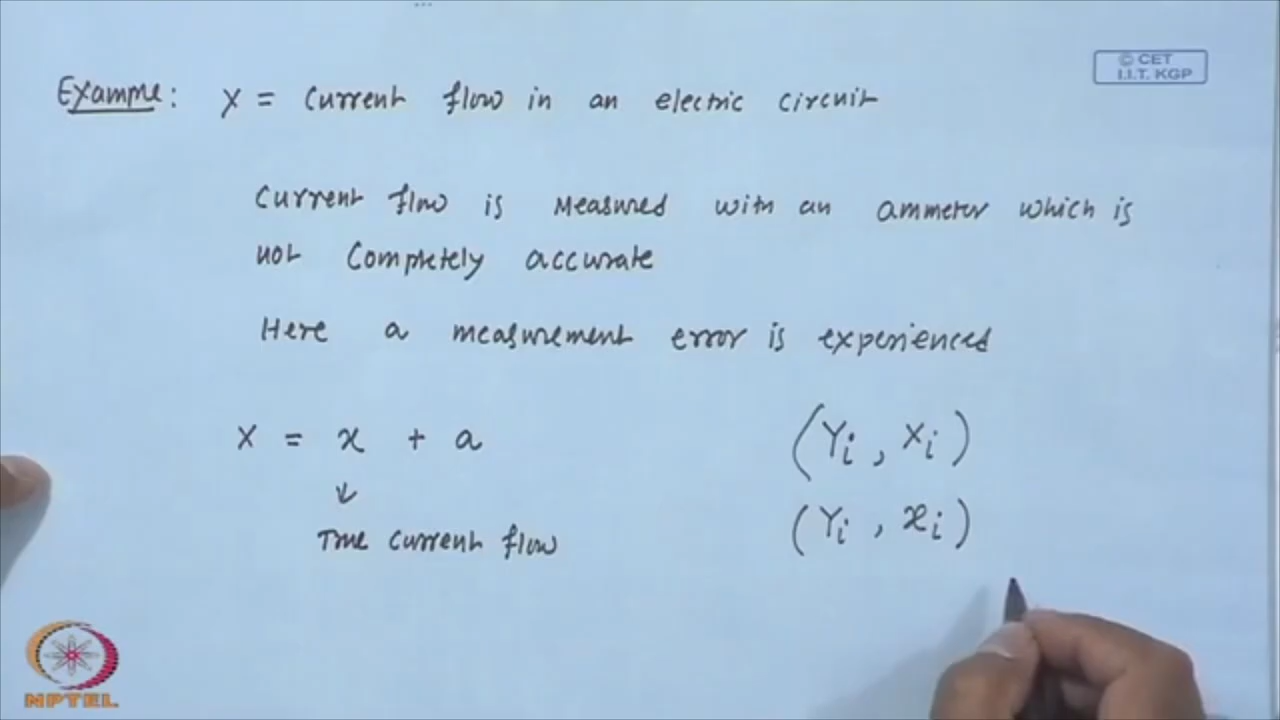 © CET
I.I.T. KGP
Example: X = Current flow in an electric circuit
Current flow is measured with an ammeter which is
not completely accurate
Here a measurement error is experienced
X = x + a
↓
True current flow
(Yi, Xi)
(Yi, xi)
NPTEL